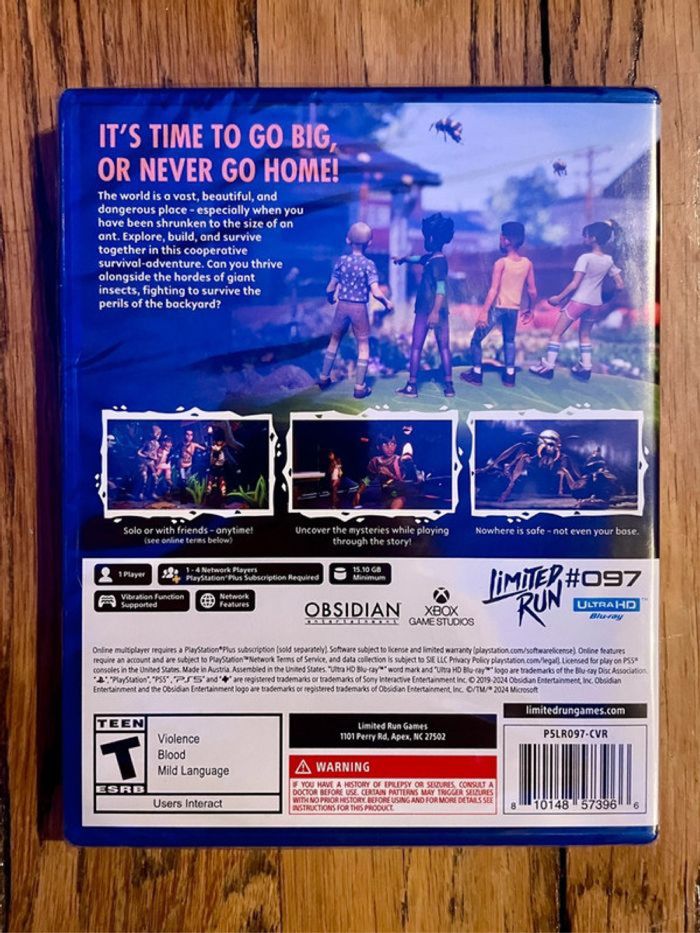 IT'S TIME TO GO BIG,
OR NEVER GO HOME!
The world is a vast, beautiful, and
dangerous place - especially when you
have been shrunken to the size of an
ant. Explore, build, and survive
together in this cooperative
survival-adventure. Can you thrive
alongside the hordes of giant
insects, fighting to survive the
perils of the backyard?
Solo or with friends - anytime!
(see online terms below)
Uncover the mysteries while playing
through the story!
Nowhere is safe - not even your base.
1 Player
1 - 4 Network Players
PlayStation®Plus Subscription Required
15.10 GB
Minimum
Vibration Function
Supported
Network
Features
OBSIDIAN
entertainment
XBOX
GAME STUDIOS
LIMITED RUN #097
ULTRA HD™
Blu-ray
Online multiplayer requires a PlayStation®Plus subscription (sold separately). Software subject to license and limited warranty (playstation.com/softwarelicense). Online features
require an account and are subject to PlayStation™Network Terms of Service, and data collection is subject to SIE LLC Privacy Policy playstation.com/legal. Licensed for play on PS5®
consoles in the United States. Made in Austria. Assembled in the United States. "Ultra HD Blu-ray™" word mark and "Ultra HD Blu-ray™" logo are trademarks of the Blu-ray Disc Association.
"PlayStation", "PS5", "PS5" and are registered trademarks or trademarks of Sony Interactive Entertainment Inc. © 2019-2024 Obsidian Entertainment, Inc. Obsidian
Entertainment and the Obsidian Entertainment logo are trademarks or registered trademarks of Obsidian Entertainment, Inc. ©/TM/® 2024 Microsoft
limitedrungames.com
TEEN
T
ESRB
Violence
Blood
Mild Language
Users Interact
Limited Run Games
1101 Perry Rd, Apex, NC 27502
WARNING
IF YOU HAVE A HISTORY OF EPILEPSY OR SEIZURES, CONSULT A
DOCTOR BEFORE USE. CERTAIN PATTERNS MAY TRIGGER SEIZURES
WITH NO PRIOR HISTORY. BEFORE USING AND FOR MORE DETAILS SEE
INSTRUCTIONS FOR THIS PRODUCT.
P5LR097-CVR
8 10148 57396 6